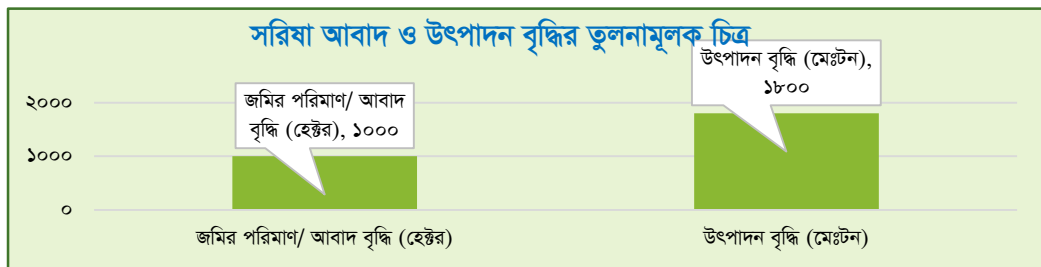 সরিষা আবাদ ও উৎপাদন বৃদ্ধির তুলনামূলক চিত্র
উৎপাদন বৃদ্ধি (মেঃটন),
১৮০০
জমির পরিমাণ/ আবাদ
বৃদ্ধি (হেক্টর), ১০০০
২০০০
১০০০
০
জমির পরিমাণ/ আবাদ বৃদ্ধি (হেক্টর)
উৎপাদন বৃদ্ধি (মেঃটন)